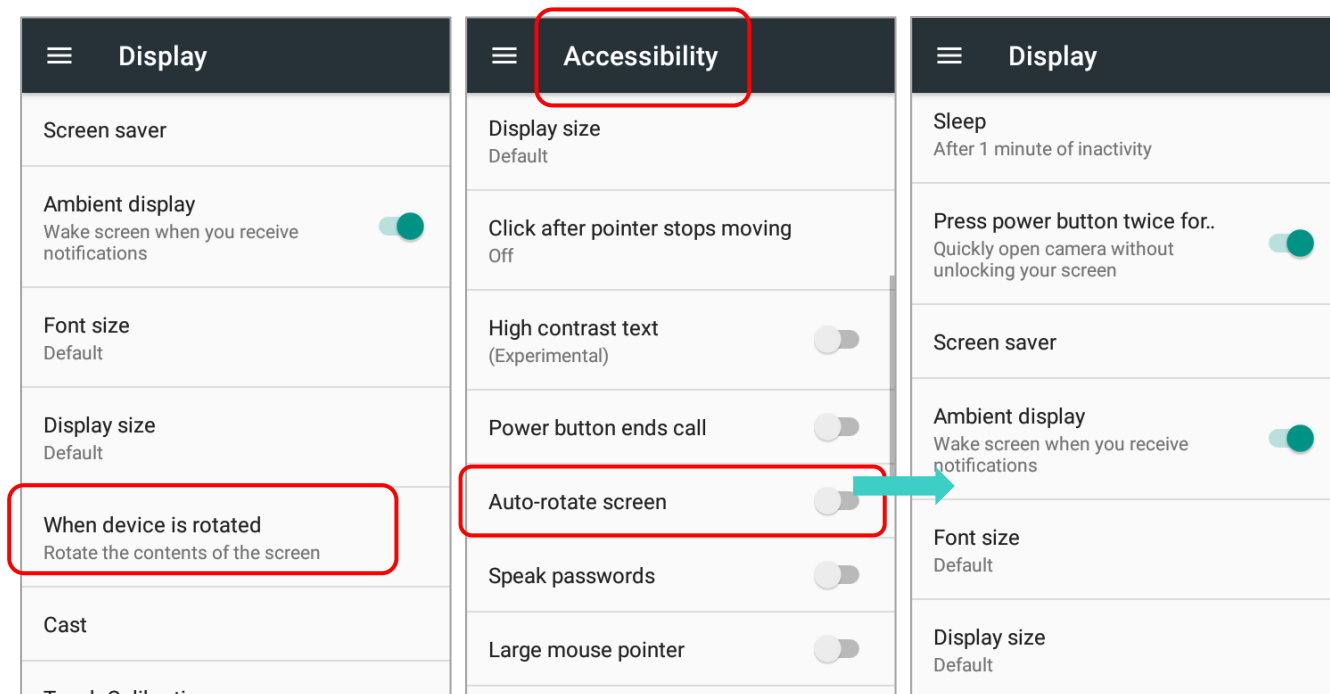 Display
Screen saver
Ambient display
Wake screen when you receive
notifications
Font size
Default
Display size
Default
When device is rotated
Rotate the contents of the screen
Cast
Accessibility
Display size
Default
Click after pointer stops moving
Off
High contrast text
(Experimental)
Power button ends call
Auto-rotate screen
Speak passwords
Large mouse pointer
Display
Sleep
After 1 minute of inactivity
Press power button twice for..
Quickly open camera without
unlocking your screen
Screen saver
Ambient display
Wake screen when you receive
notifications
Font size
Default
Display size
Default